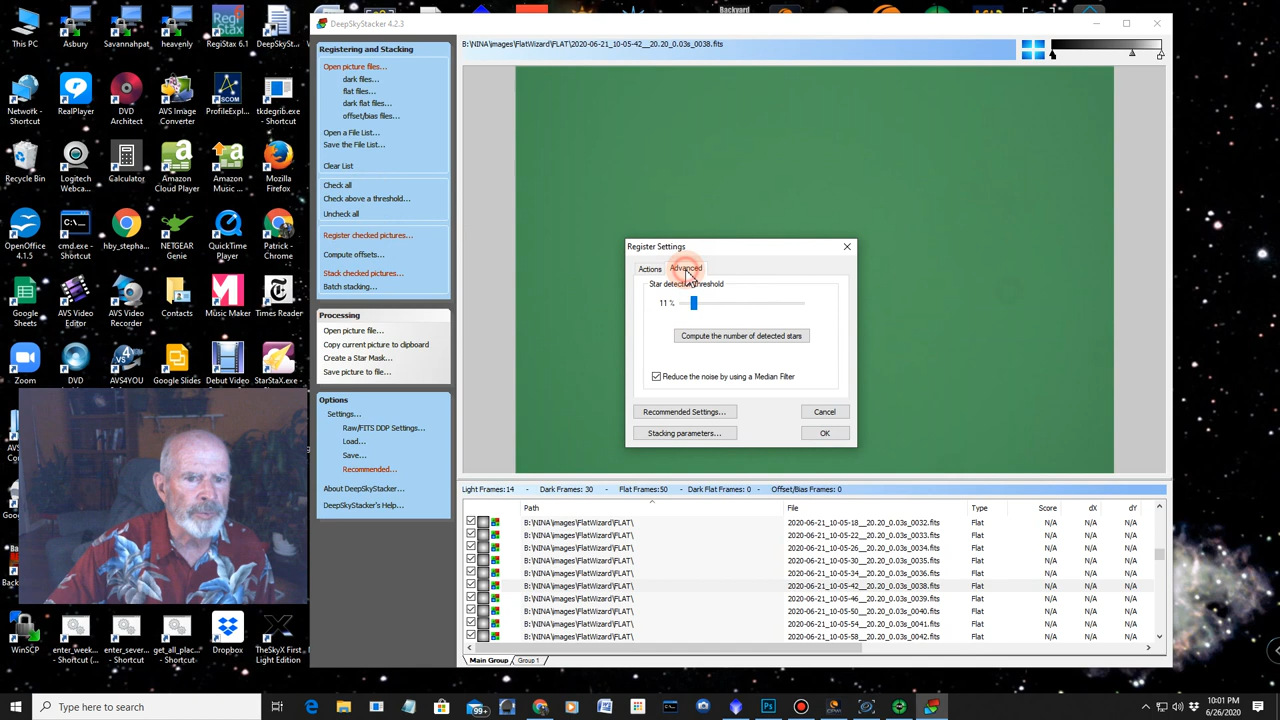 This PC
Asbury
Savannahpat...
heavenly
RegiStax 6.1
Backyard
DeepSkyStacker 4.2.3
Network - Shortcut
RealPlayer
DVD Architect
AVS Image Converter
ProfileExpl...
tkdegrib.exe - Shortcut
Recycle Bin
Logitech Webca...
Calculator
Amazon Cloud Player
Amazon Music ...
Mozilla Firefox
OpenOffice 4.1.5
cmd.exe - Shortcut
hby_stepha...
NETGEAR Genie
QuickTime Player
Patrick - Chrome
Google Sheets
AVS Video Editor
AVS Video Recorder
Contacts
Movavi Music
Times Reader
Zoom
DVD
AVS4YOU
Google Slides
Debut Video
StarStaX.exe
WinSCP
enter_week... - Shortcut
enter_sever... - Shortcut
get_all_place... - Shortcut
Dropbox
TheSkyX First Light Edition
Registering and Stacking
Open picture files...
dark files...
flat files...
dark flat files...
offset/bias files...
Open a File List...
Save the File List...
Clear List
Check all
Check above a threshold...
Uncheck all
Register checked pictures...
Compute offsets...
Stack checked pictures...
Batch stacking...
Processing
Open picture file...
Copy current picture to clipboard
Create a Star Mask...
Save picture to file...
Options
Settings...
Raw/FITS DDP Settings...
Load...
Save...
Recommended...
About DeepSkyStacker...
DeepSkyStacker's Help...
B:\NINA\images\FlatWizard\FLAT\2020-06-21_10-05-42__20.20_0.03s_0038.fits
Register Settings
Actions
Advanced
Star detection threshold
11 %
Compute the number of detected stars
Reduce the noise by using a Median Filter
Recommended Settings...
Cancel
Stacking parameters...
OK
Light Frames:14 - Dark Frames: 30 - Flat Frames:50 - Dark Flat Frames: 0 - Offset/Bias Frames: 0
Path File Type Score dX dY
B:\NINA\images\FlatWizard\FLAT\ 2020-06-21_10-05-18__20.20_0.03s_0032.fits Flat N/A N/A N/A
B:\NINA\images\FlatWizard\FLAT\ 2020-06-21_10-05-22__20.20_0.03s_0033.fits Flat N/A N/A N/A
B:\NINA\images\FlatWizard\FLAT\ 2020-06-21_10-05-26__20.20_0.03s_0034.fits Flat N/A N/A N/A
B:\NINA\images\FlatWizard\FLAT\ 2020-06-21_10-05-30__20.20_0.03s_0035.fits Flat N/A N/A N/A
B:\NINA\images\FlatWizard\FLAT\ 2020-06-21_10-05-34__20.20_0.03s_0036.fits Flat N/A N/A N/A
B:\NINA\images\FlatWizard\FLAT\ 2020-06-21_10-05-42__20.20_0.03s_0038.fits Flat N/A N/A N/A
B:\NINA\images\FlatWizard\FLAT\ 2020-06-21_10-05-46__20.20_0.03s_0039.fits Flat N/A N/A N/A
B:\NINA\images\FlatWizard\FLAT\ 2020-06-21_10-05-50__20.20_0.03s_0040.fits Flat N/A N/A N/A
B:\NINA\images\FlatWizard\FLAT\ 2020-06-21_10-05-54__20.20_0.03s_0041.fits Flat N/A N/A N/A
B:\NINA\images\FlatWizard\FLAT\ 2020-06-21_10-05-58__20.20_0.03s_0042.fits Flat N/A N/A N/A
Main Group
Group 1
Type here to search
99+
10:01 PM
6/26/2020